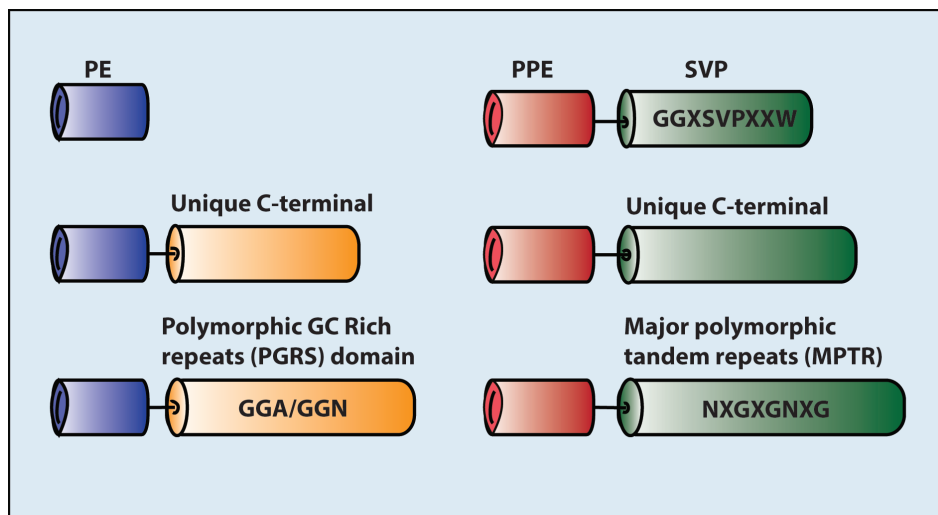 PE
PPE
SVP
GGXSVPXXW
Unique C-terminal
Unique C-terminal
Polymorphic GC Rich
repeats (PGRS) domain
GGA/GGN
Major polymorphic
tandem repeats (MPTR)
NXGXGNXG